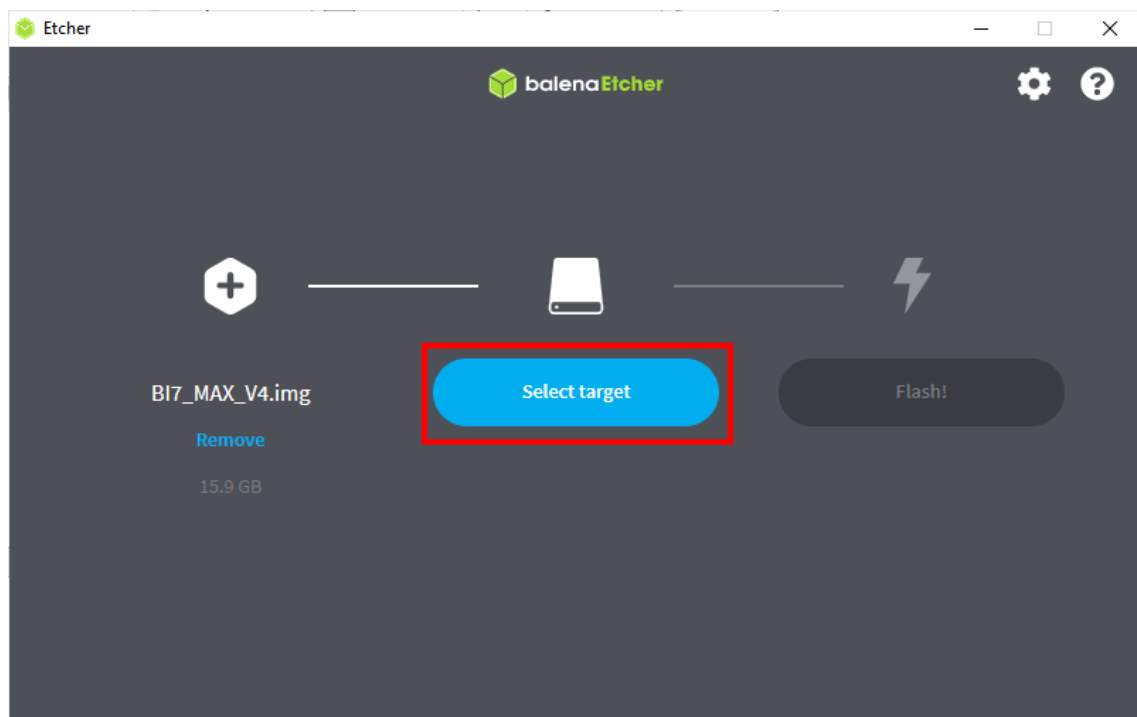 Etcher
balenaEtcher
BI7_MAX_V4.img
Select target
Flash!
Remove
15.9 GB